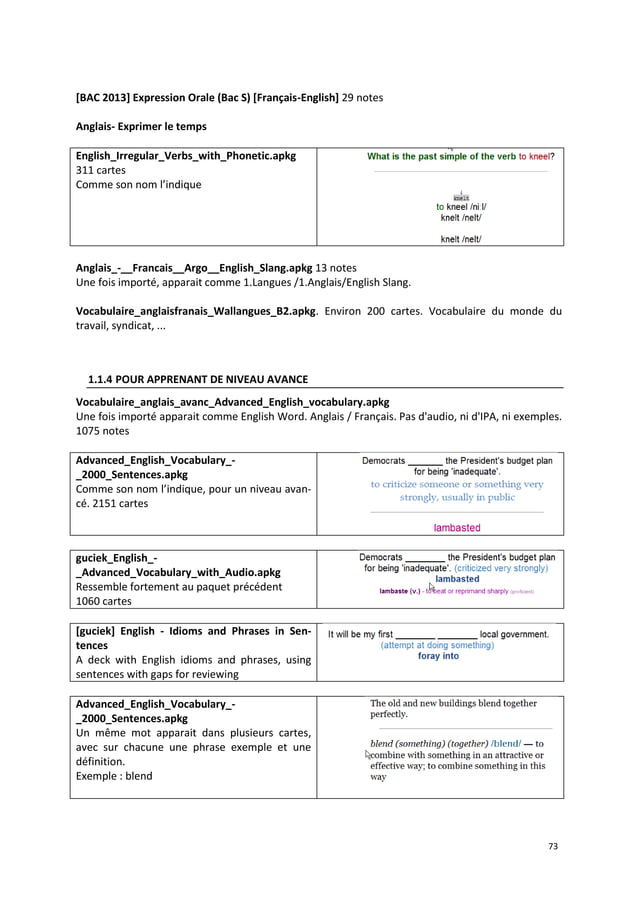 [BAC 2013] Expression Orale (Bac S) [Français-English] 29 notes
Anglais- Exprimer le temps
English_Irregular_Verbs_with_Phonetic.apkg
311 cartes
Comme son nom l'indique
What is the past simple of the verb to kneel?
knelt
to kneel /niːl/
knelt /nelt/
knelt /nelt/
Anglais_-__Francais__Argo__English_Slang.apkg 13 notes
Une fois importé, apparait comme 1.Langues /1.Anglais/English Slang.
Vocabulaire_anglaisfranais_Wallangues_B2.apkg. Environ 200 cartes. Vocabulaire du monde du
travail, syndicat, ...
1.1.4 POUR APPRENANT DE NIVEAU AVANCE
Vocabulaire_anglais_avanc_Advanced_English_vocabulary.apkg
Une fois importé apparait comme English Word. Anglais / Français. Pas d'audio, ni d'IPA, ni exemples.
1075 notes
Advanced_English_Vocabulary_-
_2000_Sentences.apkg
Comme son nom l'indique, pour un niveau avan-
cé. 2151 cartes
Democrats _______ the President's budget plan
for being 'inadequate'.
to criticize someone or something very
strongly, usually in public
lambasted
guciek_English_-
_Advanced_Vocabulary_with_Audio.apkg
Ressemble fortement au paquet précédent
1060 cartes
Democrats ________ the President's budget plan
for being 'inadequate'. (criticized very strongly)
lambasted
lambaste (v.) - to beat or reprimand sharply (proficient)
[guciek] English - Idioms and Phrases in Sen-
tences
A deck with English idioms and phrases, using
sentences with gaps for reviewing
It will be my first ________ ________ local government.
(attempt at doing something)
foray into
Advanced_English_Vocabulary_-
_2000_Sentences.apkg
Un même mot apparait dans plusieurs cartes,
avec sur chacune une phrase exemple et une
définition.
Exemple : blend
The old and new buildings blend together
perfectly.
blend (something) (together) /blɛnd/ — to
combine with something in an attractive or
effective way; to combine something in this
way
73